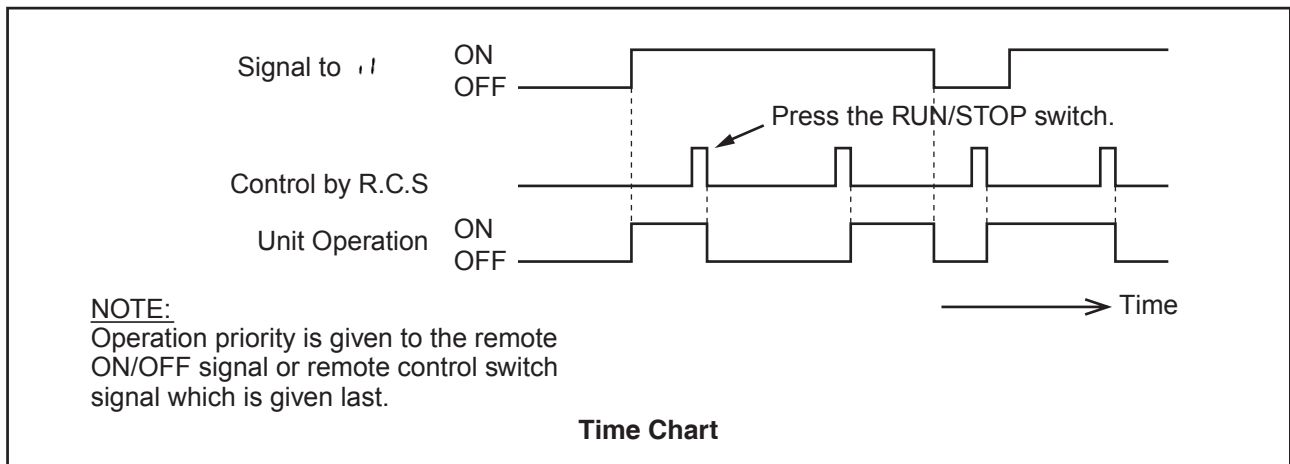 Signal to
ON
OFF
Press the RUN/STOP switch.
Control by R.C.S
Unit Operation
ON
OFF
Time
NOTE:
Operation priority is given to the remote
ON/OFF signal or remote control switch
signal which is given last.
Time Chart